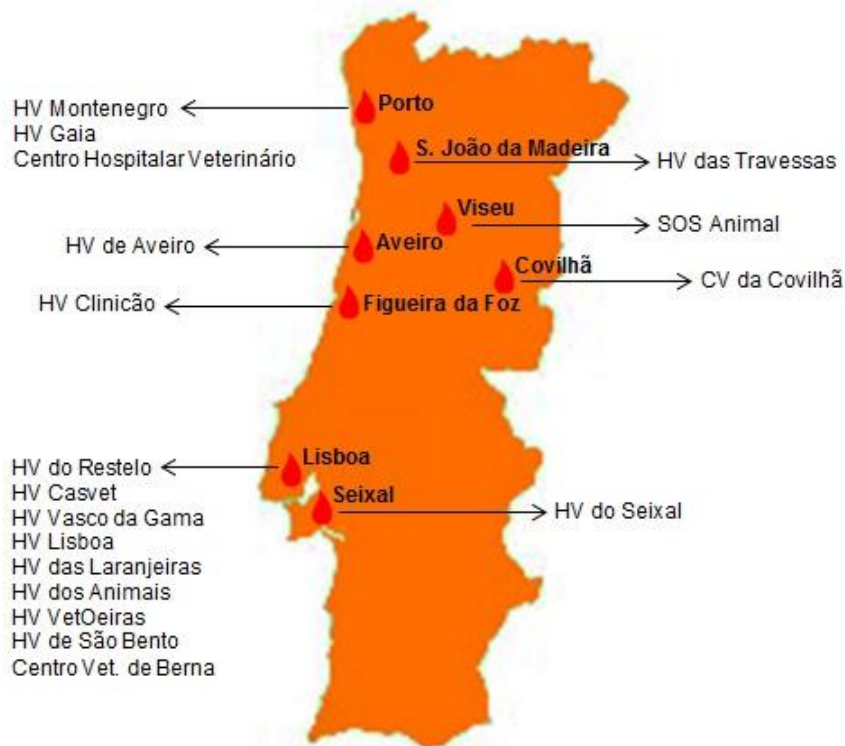 HV Montenegro
HV Gaia
Centro Hospitalar Veterinário
Porto
S. João da Madeira
HV das Travessas
Viseu
SOS Animal
HV de Aveiro
Aveiro
Covilhã
CV da Covilhã
HV Clinicão
Figueira da Foz
Lisboa
HV do Restelo
HV Casvet
HV Vasco da Gama
HV Lisboa
HV das Laranjeiras
HV dos Animais
HV VetOeiras
HV de São Bento
Centro Vet. de Berna
Seixal
HV do Seixal